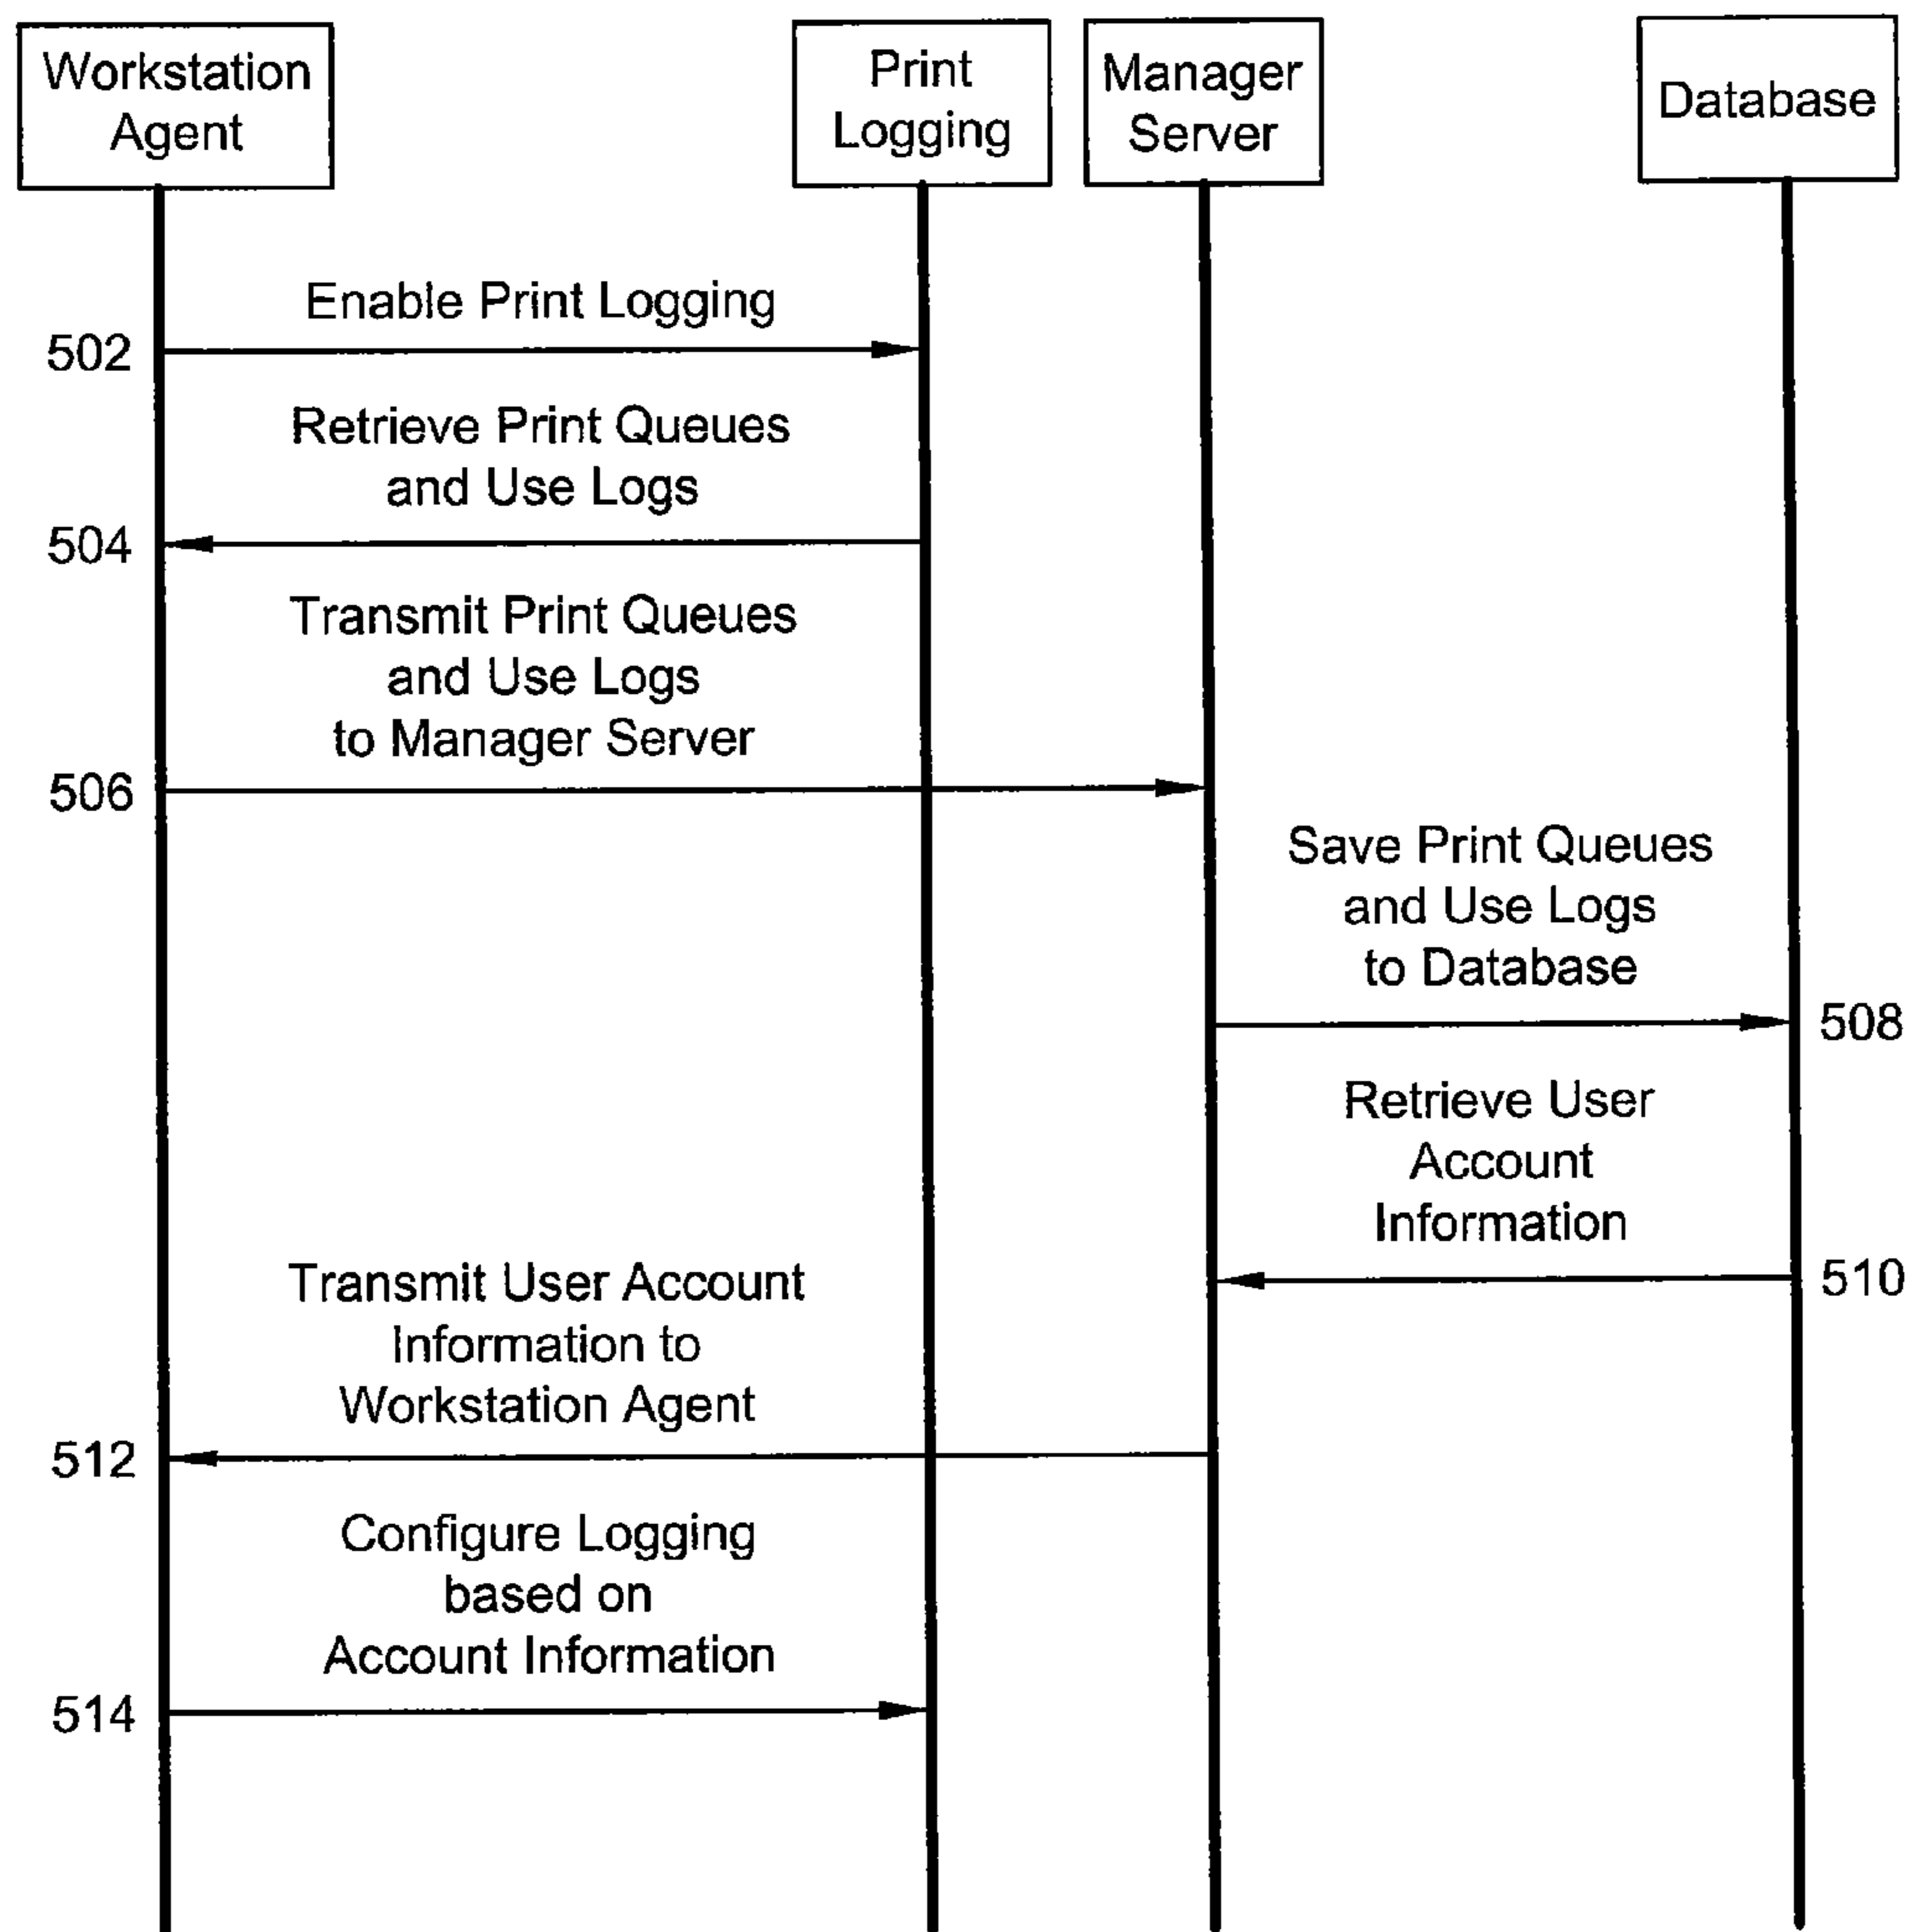 Workstation
Agent
Print
Logging
Manager
Server
Database
Enable Print Logging
502
Retrieve Print Queues
and Use Logs
504
Transmit Print Queues
and Use Logs
to Manager Server
506
Save Print Queues
and Use Logs
to Database
508
Retrieve User
Account
Information
510
Transmit User Account
Information to
Workstation Agent
512
Configure Logging
based on
Account Information
514